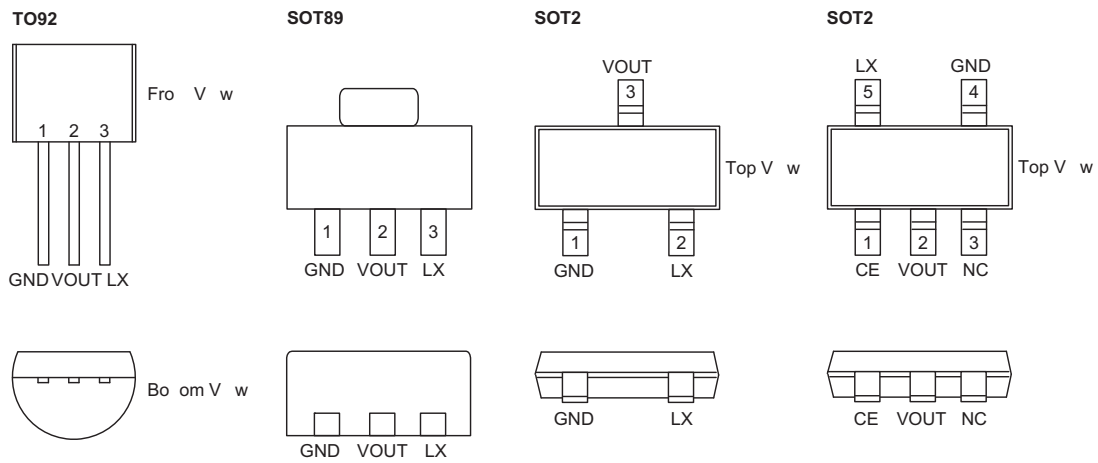 TO92 SOT89 SOT2 SOT2
VOUT LX GND
3 5 4
Fro V w
1 2 3
Top V w Top V w
1 2 3 1 2 1 2 3
GND VOUT LX GND LX CE VOUT NC
GND VOUT LX
Bo om V w
GND LX CE VOUT NC
GND VOUT LX